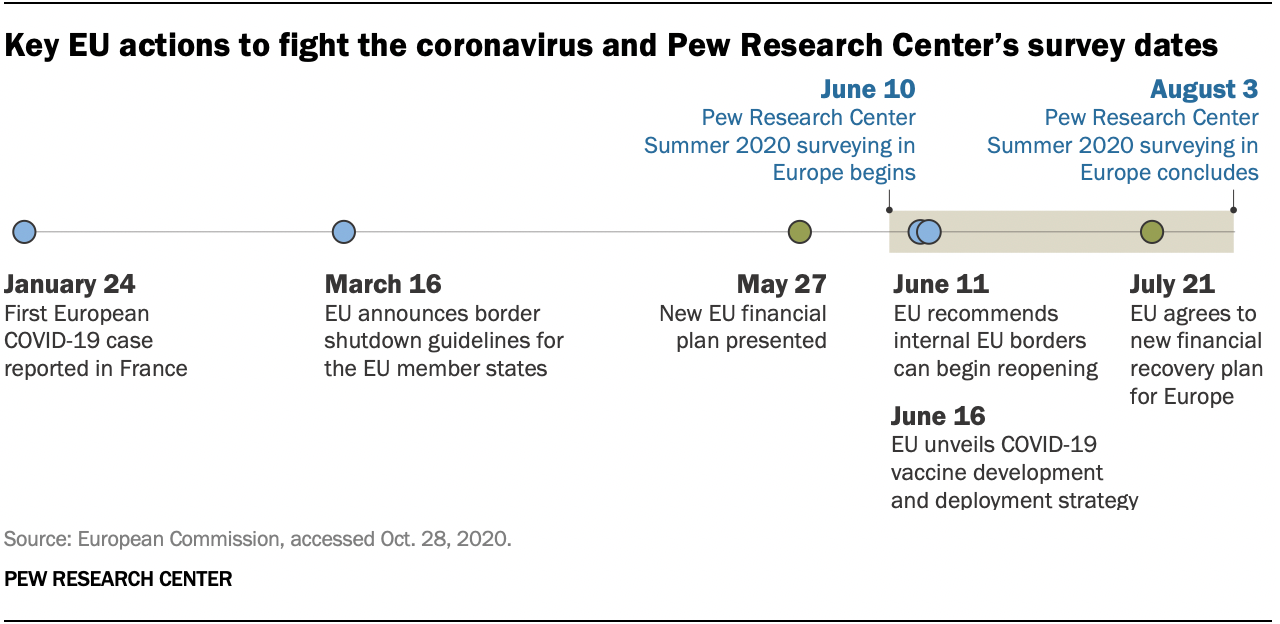 Key EU actions to fight the coronavirus and Pew Research Center’s survey dates
June 10
Pew Research Center
Summer 2020 surveying in
Europe begins
August 3
Pew Research Center
Summer 2020 surveying in
Europe concludes
January 24
First European
COVID-19 case
reported in France
March 16
EU announces border
shutdown guidelines for
the EU member states
May 27
New EU financial
plan presented
June 11
EU recommends
internal EU borders
can begin reopening
June 16
EU unveils COVID-19
vaccine development
and deployment strategy
July 21
EU agrees to
new financial
recovery plan
for Europe
Source: European Commission, accessed Oct. 28, 2020.
PEW RESEARCH CENTER